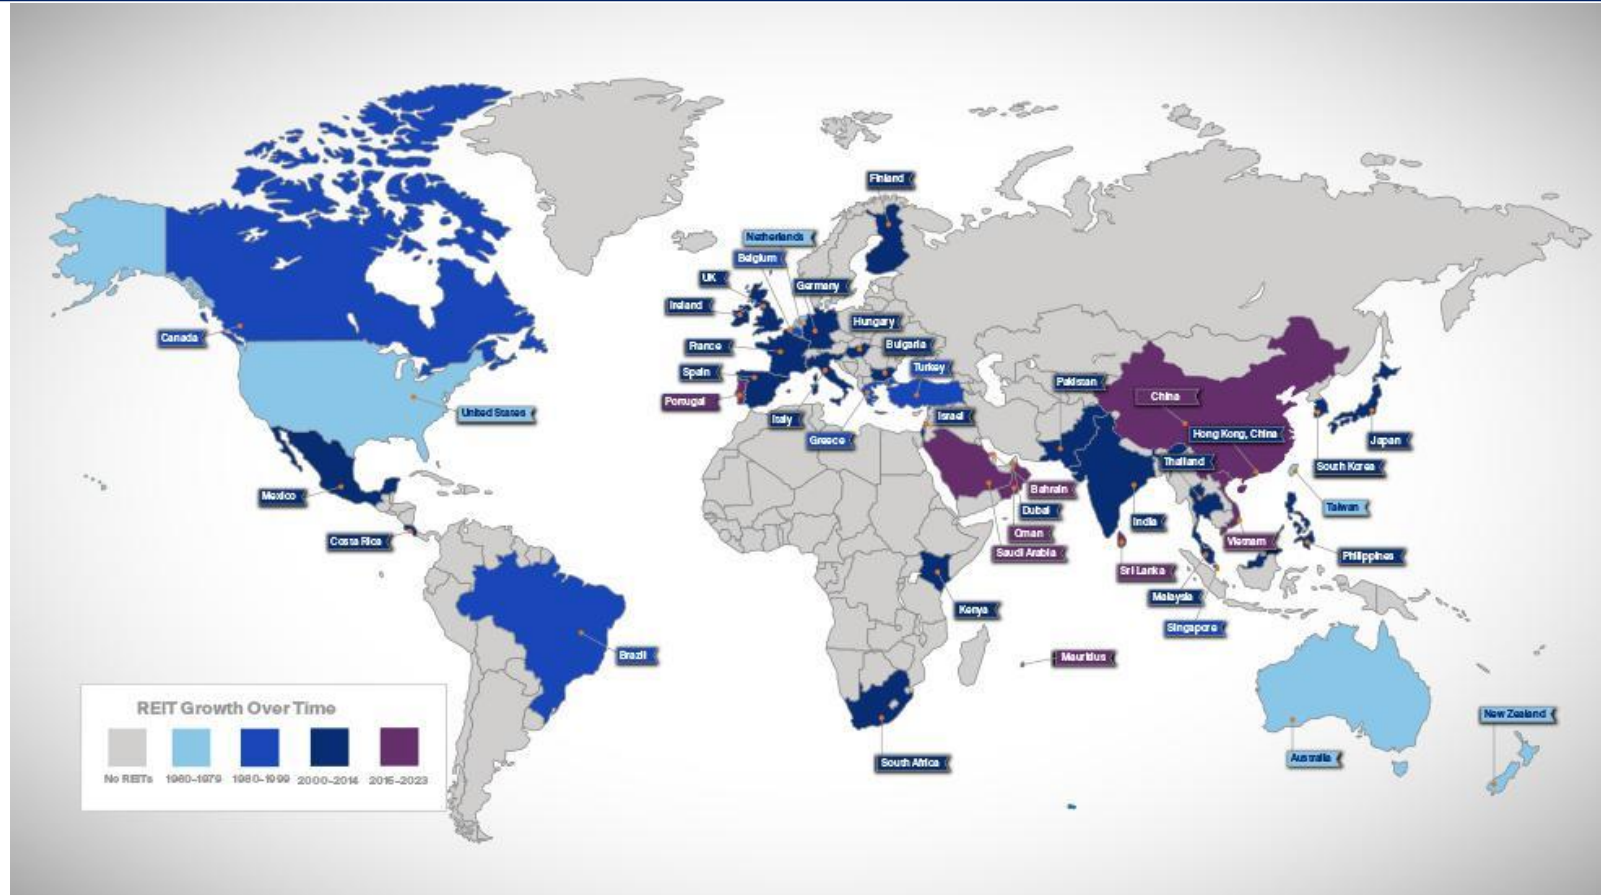 Finland
Netherlands
Belgium
UK
Germany
Ireland
Hungary
Canada
France
Bulgaria
Turkey
Spain
Pakistan
China
Portugal
United States
Israel
Italy
Hong Kong, China
Greece
Japan
Thailand
South Korea
Mexico
Bahrain
Taiwan
Dubai
India
Oman
Costa Rica
Vietnam
Saudi Arabia
Philippines
Sri Lanka
Malaysia
Kenya
Singapore
Brazil
Mauritius
REIT Growth Over Time
New Zealand
South Africa
Australia
No REITs
1960-1979
1980-1999
2000-2014
2015-2023